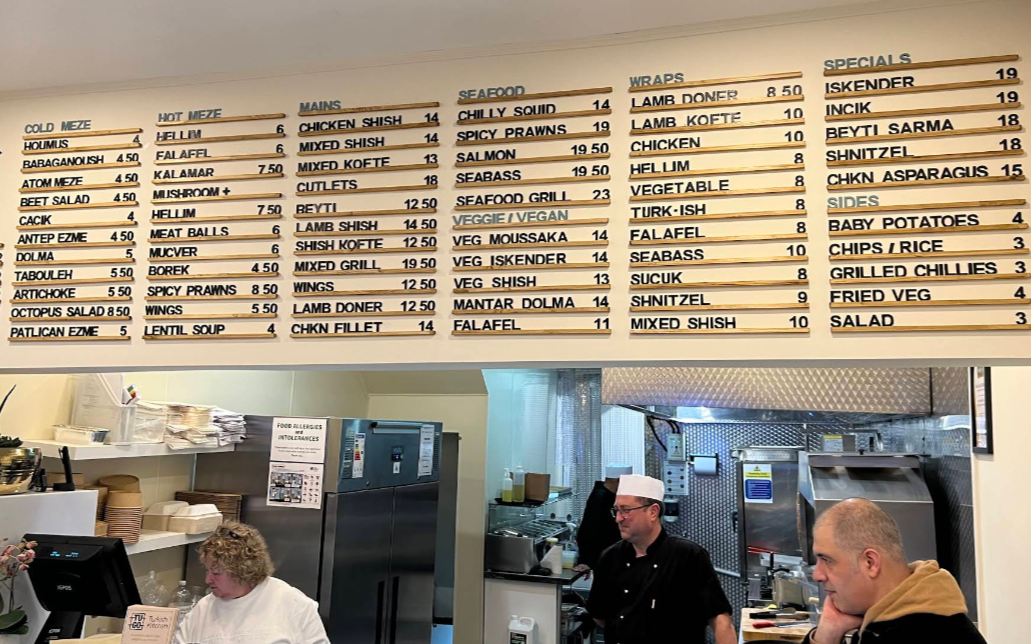 COLD MEZE
HOUMUS 4
BABAGANOUSH 4 50
ATOM MEZE 4 50
BEET SALAD 4 50
CACIK 4
ANTEP EZME 4 50
DOLMA 5
TABOULEH 5 50
ARTICHOKE 5 50
OCTOPUS SALAD 8 50
PATLICAN EZME 5
HOT MEZE
HELLIM 6
FALAFEL 6
KALAMAR 7 50
MUSHROOM +
HELLIM 7 50
MEAT BALLS 6
MUCVER 6
BOREK 4 50
SPICY PRAWNS 8 50
WINGS 5 50
LENTIL SOUP 4
MAINS
CHICKEN SHISH 14
MIXED SHISH 14
MIXED KOFTE 13
CUTLETS 18
BEYTI 12 50
LAMB SHISH 14 50
SHISH KOFTE 12 50
MIXED GRILL 19 50
WINGS 12 50
LAMB DONER 12 50
CHKN FILLET 14
SEAFOOD
CHILLY SQUID 14
SPICY PRAWNS 19
SALMON 19 50
SEABASS 19 50
SEAFOOD GRILL 23
VEGGIE / VEGAN
VEG MOUSSAKA 14
VEG ISKENDER 14
VEG SHISH 13
MANTAR DOLMA 14
FALAFEL 11
WRAPS
LAMB DONER 8 50
LAMB KOFTE 10
CHICKEN 10
HELLIM 8
VEGETABLE 8
TURK-ISH 8
FALAFEL 8
SEABASS 10
SUCUK 8
SHNITZEL 9
MIXED SHISH 10
SPECIALS
ISKENDER 19
INCIK 19
BEYTI SARMA 18
SHNITZEL 18
CHKN ASPARAGUS 15
SIDES
BABY POTATOES 4
CHIPS / RICE 3
GRILLED CHILLIES 3
FRIED VEG 4
SALAD 3
FOOD ALLERGIES
and
INTOLERANCES
TU
GO
Turkish
Kitchen